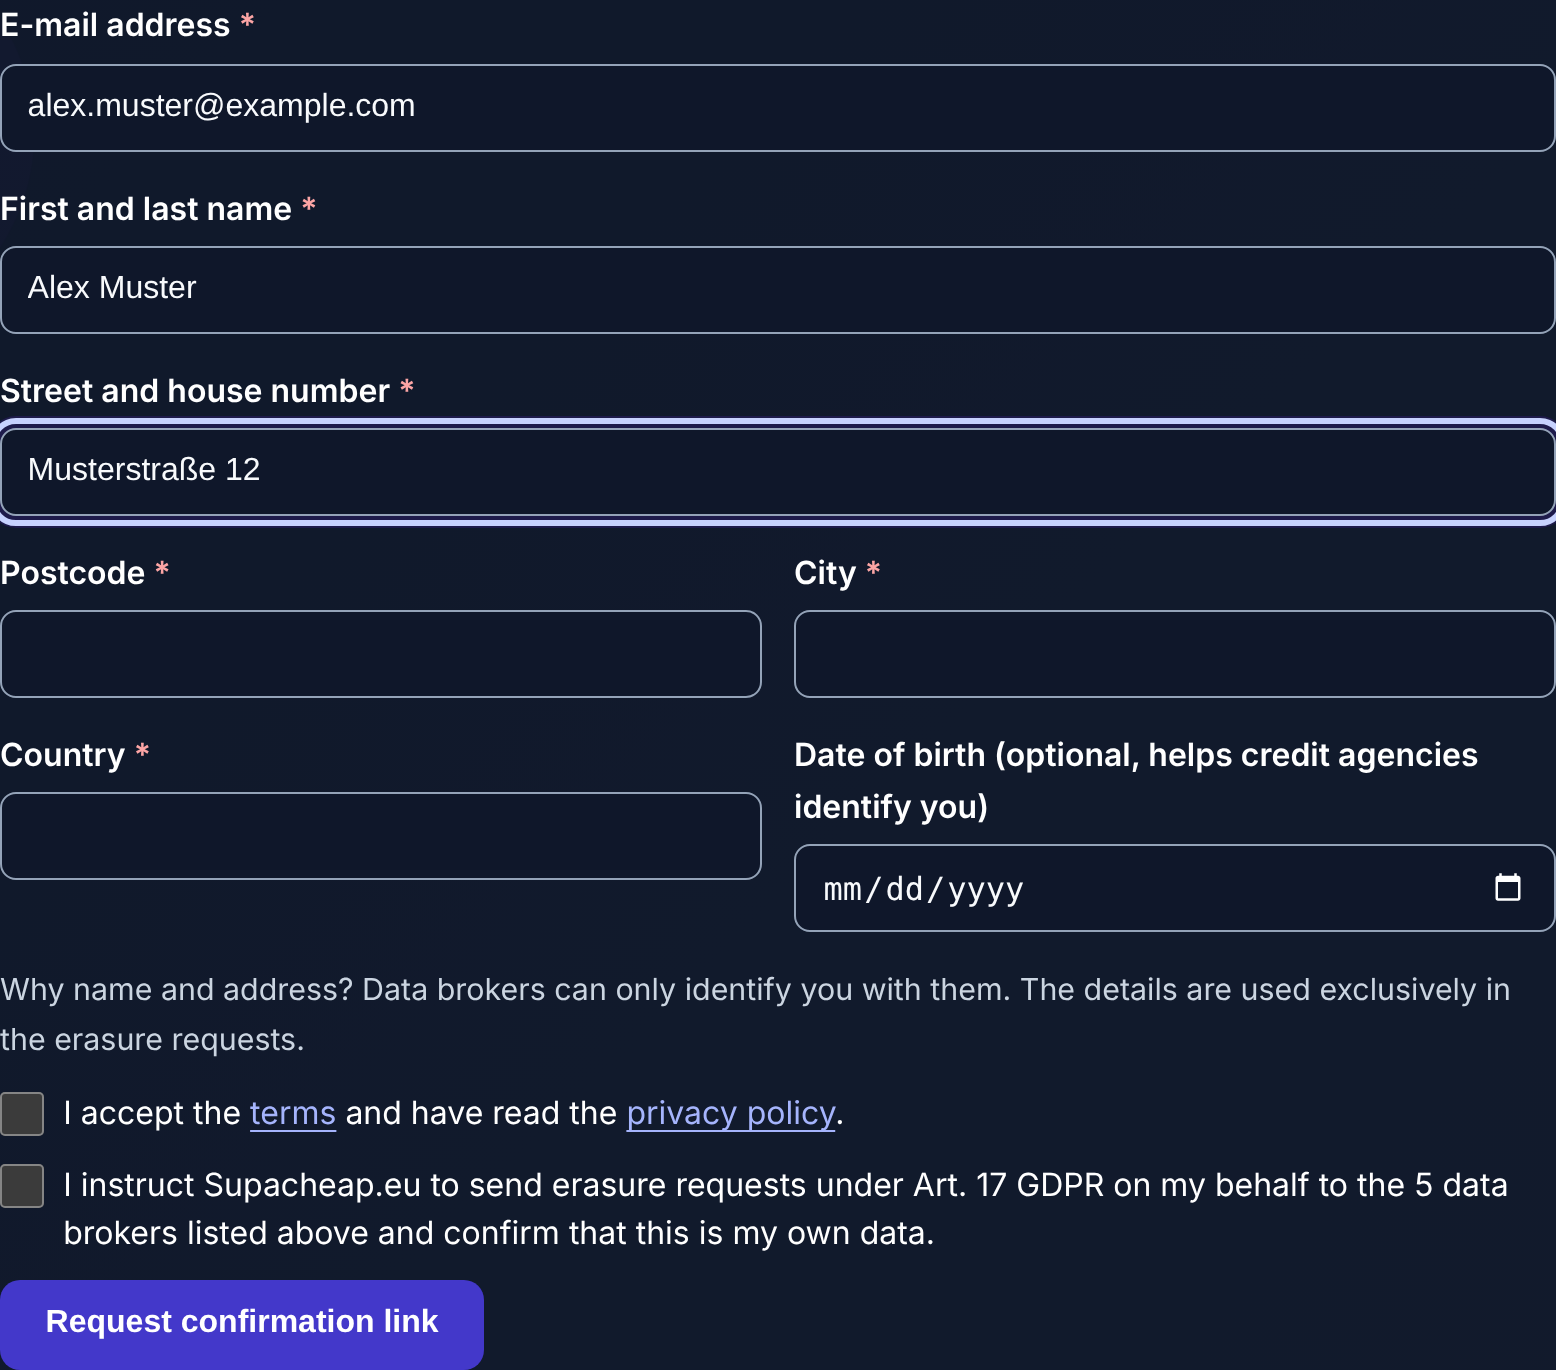 E-mail address *
alex.muster@example.com
First and last name *
Alex Muster
Street and house number *
Musterstraße 12
Postcode *
City *
Country *
Date of birth (optional, helps credit agencies
identify you)
mm/dd/yyyy
Why name and address? Data brokers can only identify you with them. The details are used exclusively in
the erasure requests.
I accept the terms and have read the privacy policy.
I instruct Supacheap.eu to send erasure requests under Art. 17 GDPR on my behalf to the 5 data
brokers listed above and confirm that this is my own data.
Request confirmation link